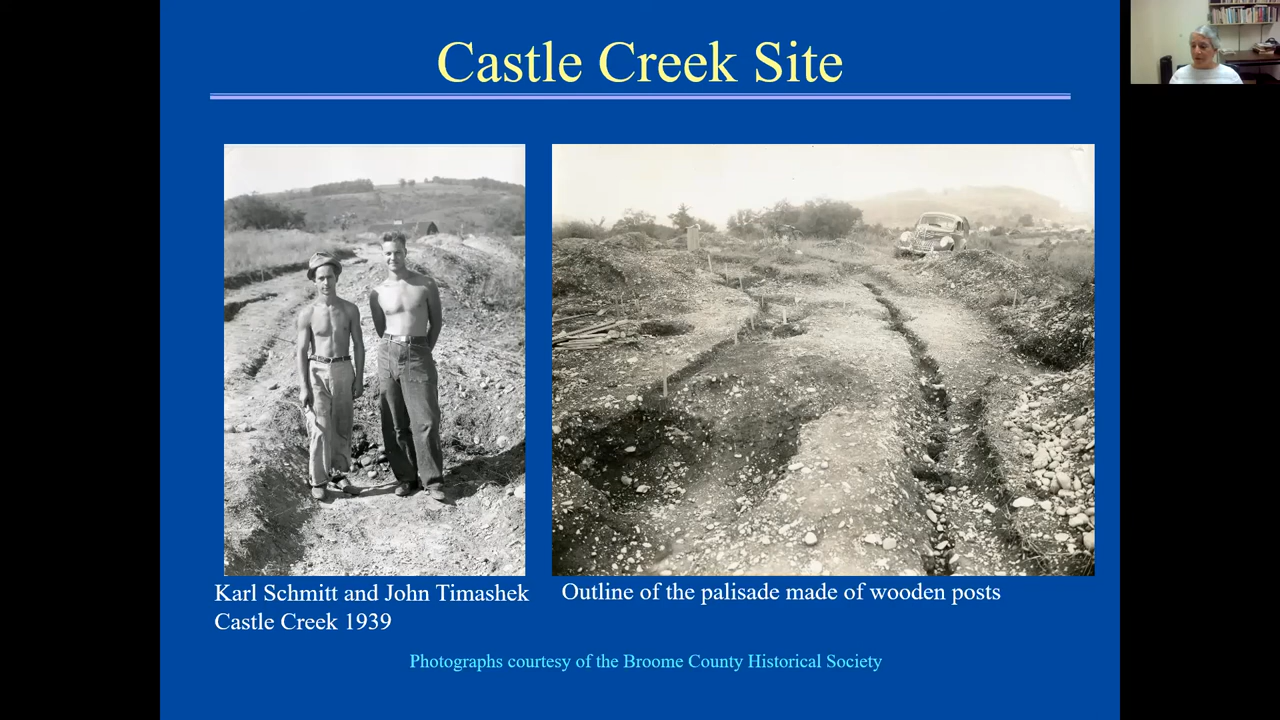 Castle Creek Site
Karl Schmitt and John Timashek
Castle Creek 1939
Outline of the palisade made of wooden posts
Photographs courtesy of the Broome County Historical Society